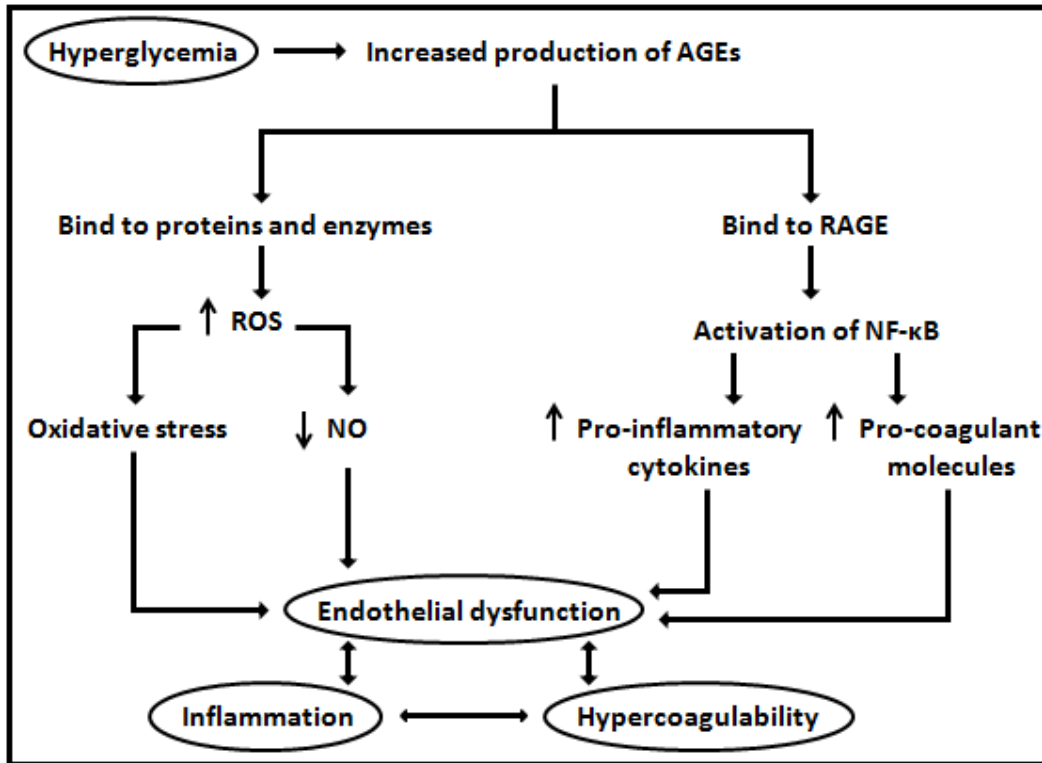 Hyperglycemia
Increased production of AGEs
Bind to proteins and enzymes
Bind to RAGE
↑ ROS
Activation of NF-κB
Oxidative stress
↓ NO
↑ Pro-inflammatory
cytokines
↑ Pro-coagulant
molecules
Endothelial dysfunction
Inflammation
Hypercoagulability